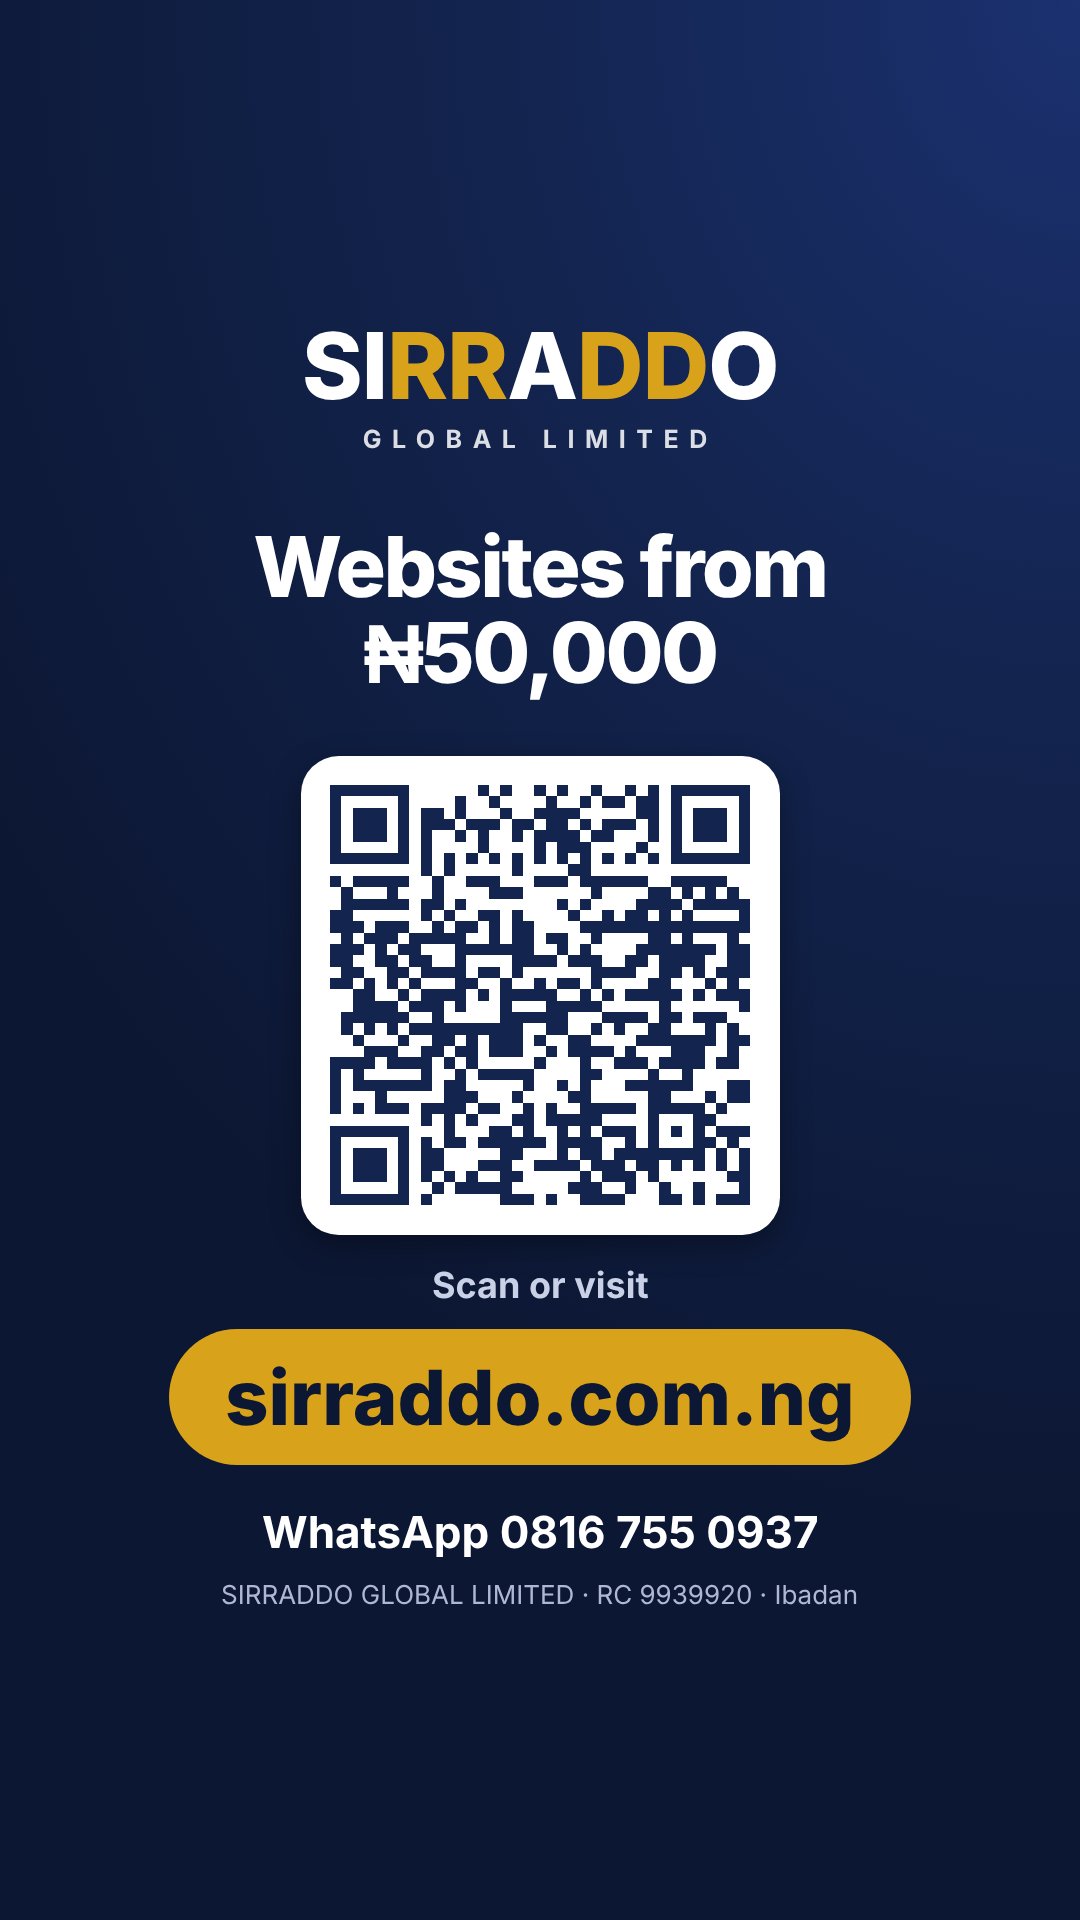 SIRRADDO
GLOBAL LIMITED
Websites from
₦50,000
Scan or visit
sirraddo.com.ng
WhatsApp 0816 755 0937
SIRRADDO GLOBAL LIMITED · RC 9939920 · Ibadan